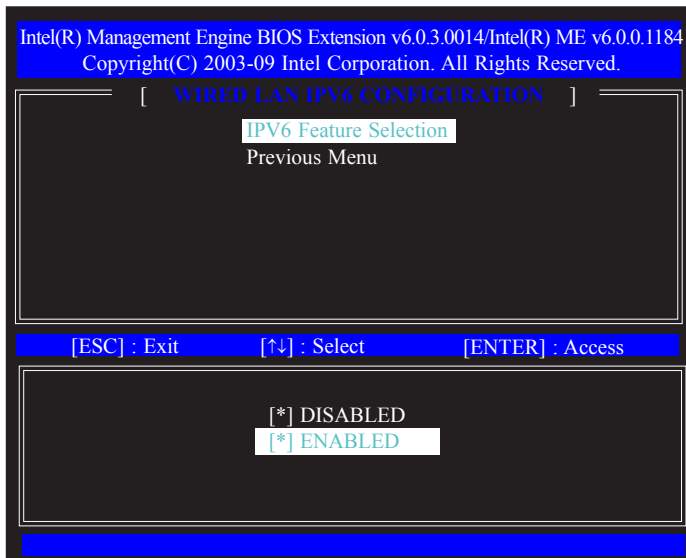 Intel(R) Management Engine BIOS Extension v6.0.3.0014/Intel(R) ME v6.0.0.1184
Copyright(C) 2003-09 Intel Corporation. All Rights Reserved.
[ WIRED LAN IPV6 CONFIGURATION ]
IPV6 Feature Selection
Previous Menu
[ESC] : Exit [↑↓] : Select [ENTER] : Access
[*] DISABLED
[*] ENABLED